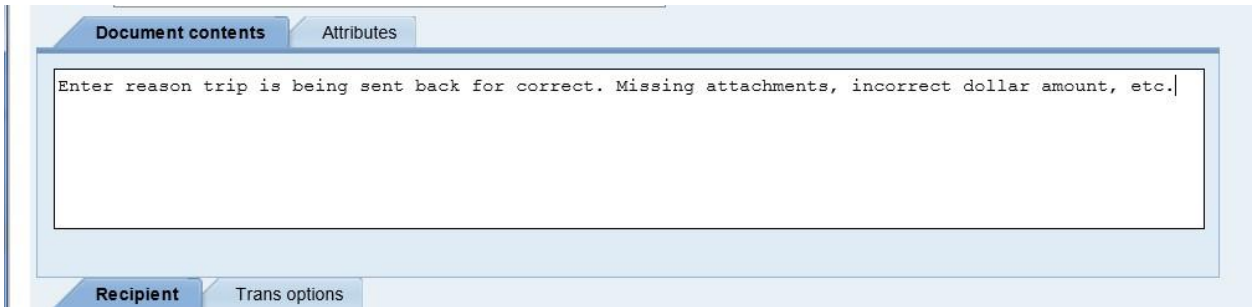 Document contents Attributes
Enter reason trip is being sent back for correct. Missing attachments, incorrect dollar amount, etc.
Recipient Trans options